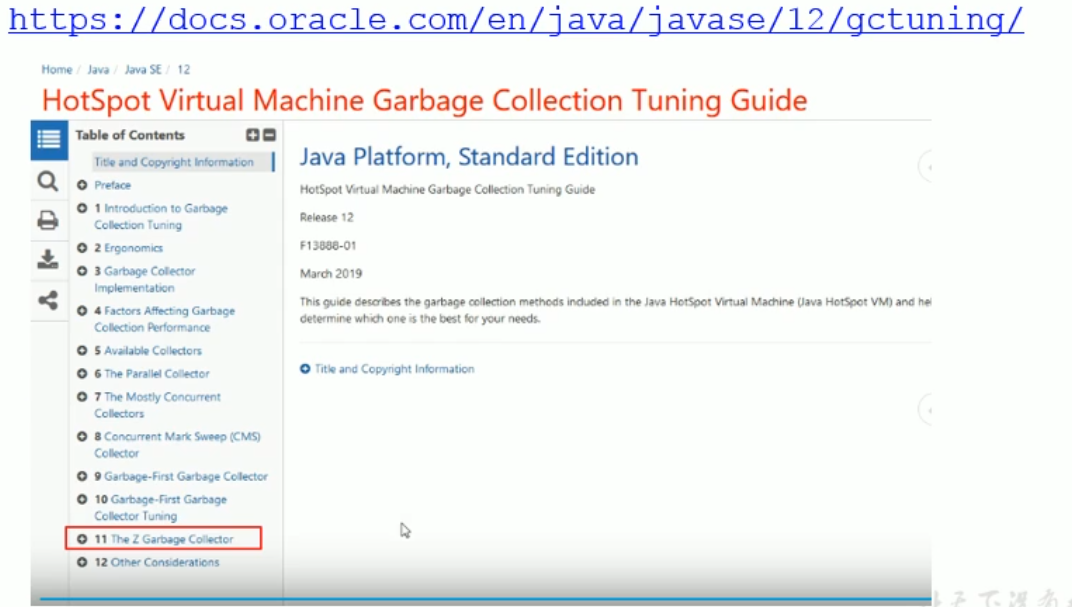 https://docs.oracle.com/en/java/javase/12/gctuning/
Home / Java / Java SE / 12
HotSpot Virtual Machine Garbage Collection Tuning Guide
Table of Contents
Title and Copyright Information
Preface
1 Introduction to Garbage
Collection Tuning
2 Ergonomics
3 Garbage Collector
Implementation
4 Factors Affecting Garbage
Collection Performance
5 Available Collectors
6 The Parallel Collector
7 The Mostly Concurrent
Collectors
8 Concurrent Mark Sweep (CMS)
Collector
9 Garbage-First Garbage Collector
10 Garbage-First Garbage
Collector Tuning
11 The Z Garbage Collector
12 Other Considerations
Java Platform, Standard Edition
HotSpot Virtual Machine Garbage Collection Tuning Guide
Release 12
F13888-01
March 2019
This guide describes the garbage collection methods included in the Java HotSpot Virtual Machine (Java HotSpot VM) and hel
determine which one is the best for your needs.
Title and Copyright Information